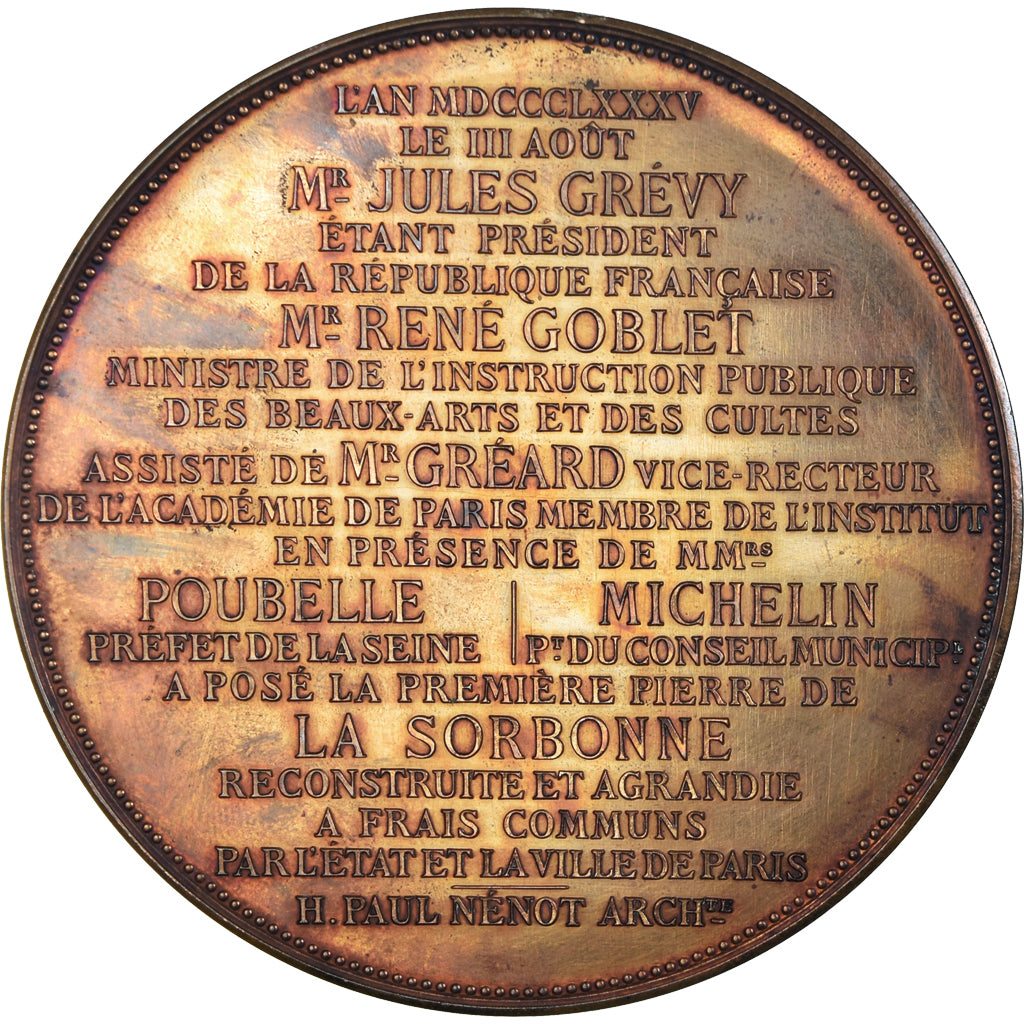 L'AN MDCCCLXXXV
LE III AOÛT
MR JULES GRÉVY
ÉTANT PRÉSIDENT
DE LA RÉPUBLIQUE FRANÇAISE
MR RENÉ GOBLET
MINISTRE DE L'INSTRUCTION PUBLIQUE
DES BEAUX-ARTS ET DES CULTES
ASSISTÉ DE MR GRÉARD VICE-RECTEUR
DE L'ACADÉMIE DE PARIS MEMBRE DE L'INSTITUT
EN PRÉSENCE DE MMRS
POUBELLE | MICHELIN
PRÉFET DE LA SEINE | PT DU CONSEIL MUNICIPL
A POSÉ LA PREMIÈRE PIERRE DE
LA SORBONNE
RECONSTRUITE ET AGRANDIE
A FRAIS COMMUNS
PAR L'ÉTAT ET LA VILLE DE PARIS
H. PAUL NÉNOT ARCHTE